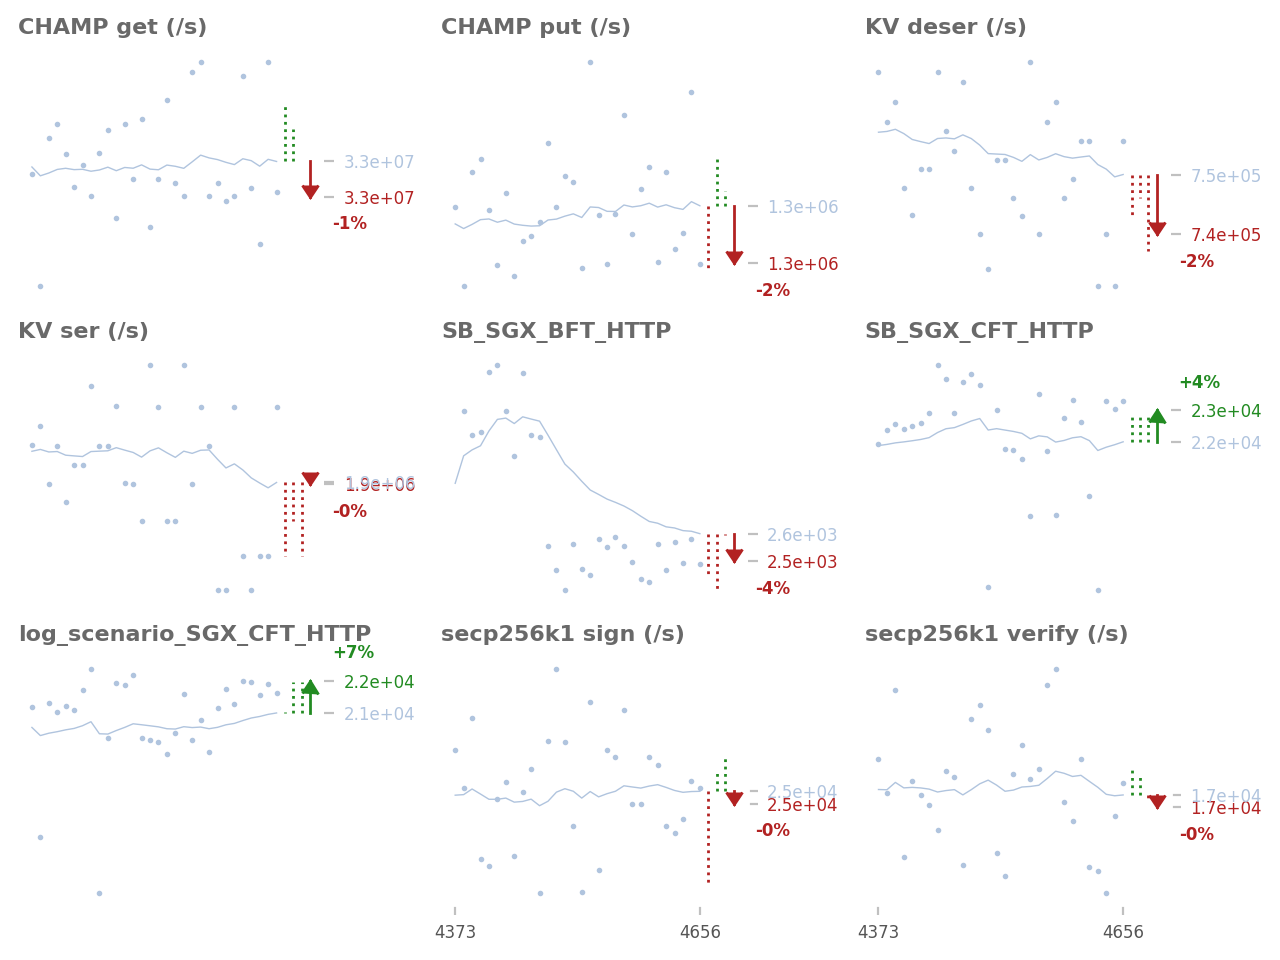 CHAMP get (/s)
3.3e+07
3.3e+07
-1%
CHAMP put (/s)
1.3e+06
1.3e+06
-2%
KV deser (/s)
7.5e+05
7.4e+05
-2%
KV ser (/s)
1.9e+06
-0%
SB_SGX_BFT_HTTP
2.6e+03
2.5e+03
-4%
SB_SGX_CFT_HTTP
+4%
2.3e+04
2.2e+04
log_scenario_SGX_CFT_HTTP
+7%
2.2e+04
2.1e+04
secp256k1 sign (/s)
2.5e+04
2.5e+04
-0%
4373 4656
secp256k1 verify (/s)
1.7e+04
1.7e+04
-0%
4373 4656